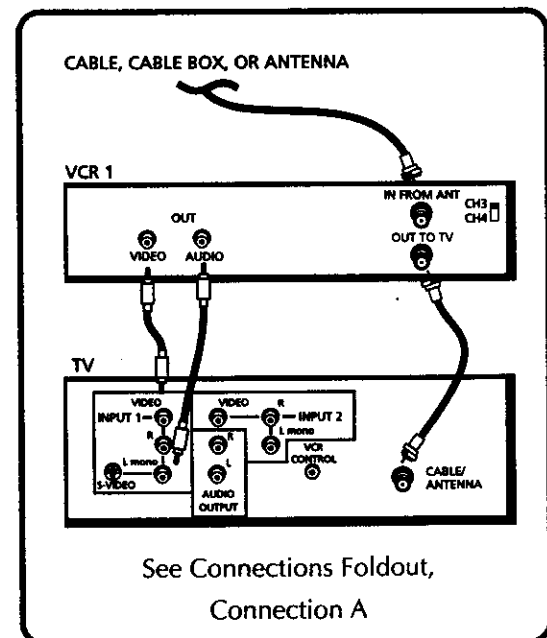 CABLE, CABLE BOX, OR ANTENNA
VCR 1
IN FROM ANT
CH3
CH4
OUT
OUT TO TV
VIDEO
AUDIO
TV
VIDEO
VIDEO
R
INPUT 1
INPUT 2
R
R
L mono
L mono
VCR
CONTROL
S-VIDEO
L
CABLE/
ANTENNA
AUDIO
OUTPUT
See Connections Foldout,
Connection A